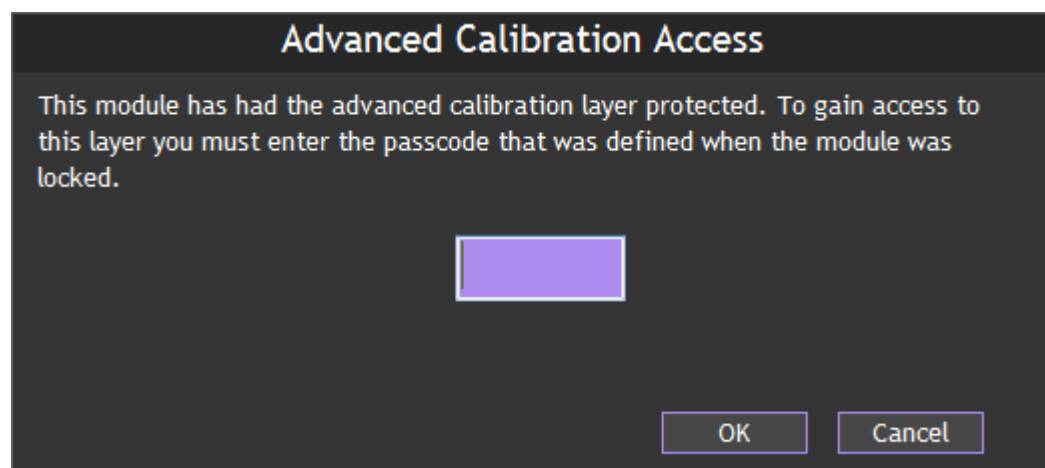 Advanced Calibration Access
This module has had the advanced calibration layer protected. To gain access to
this layer you must enter the passcode that was defined when the module was
locked.
OK
Cancel